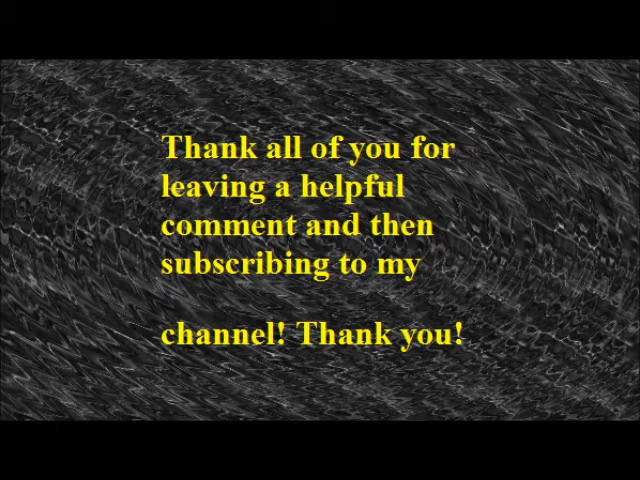 Thank all of you for
leaving a helpful
comment and then
subscribing to my
channel! Thank you!